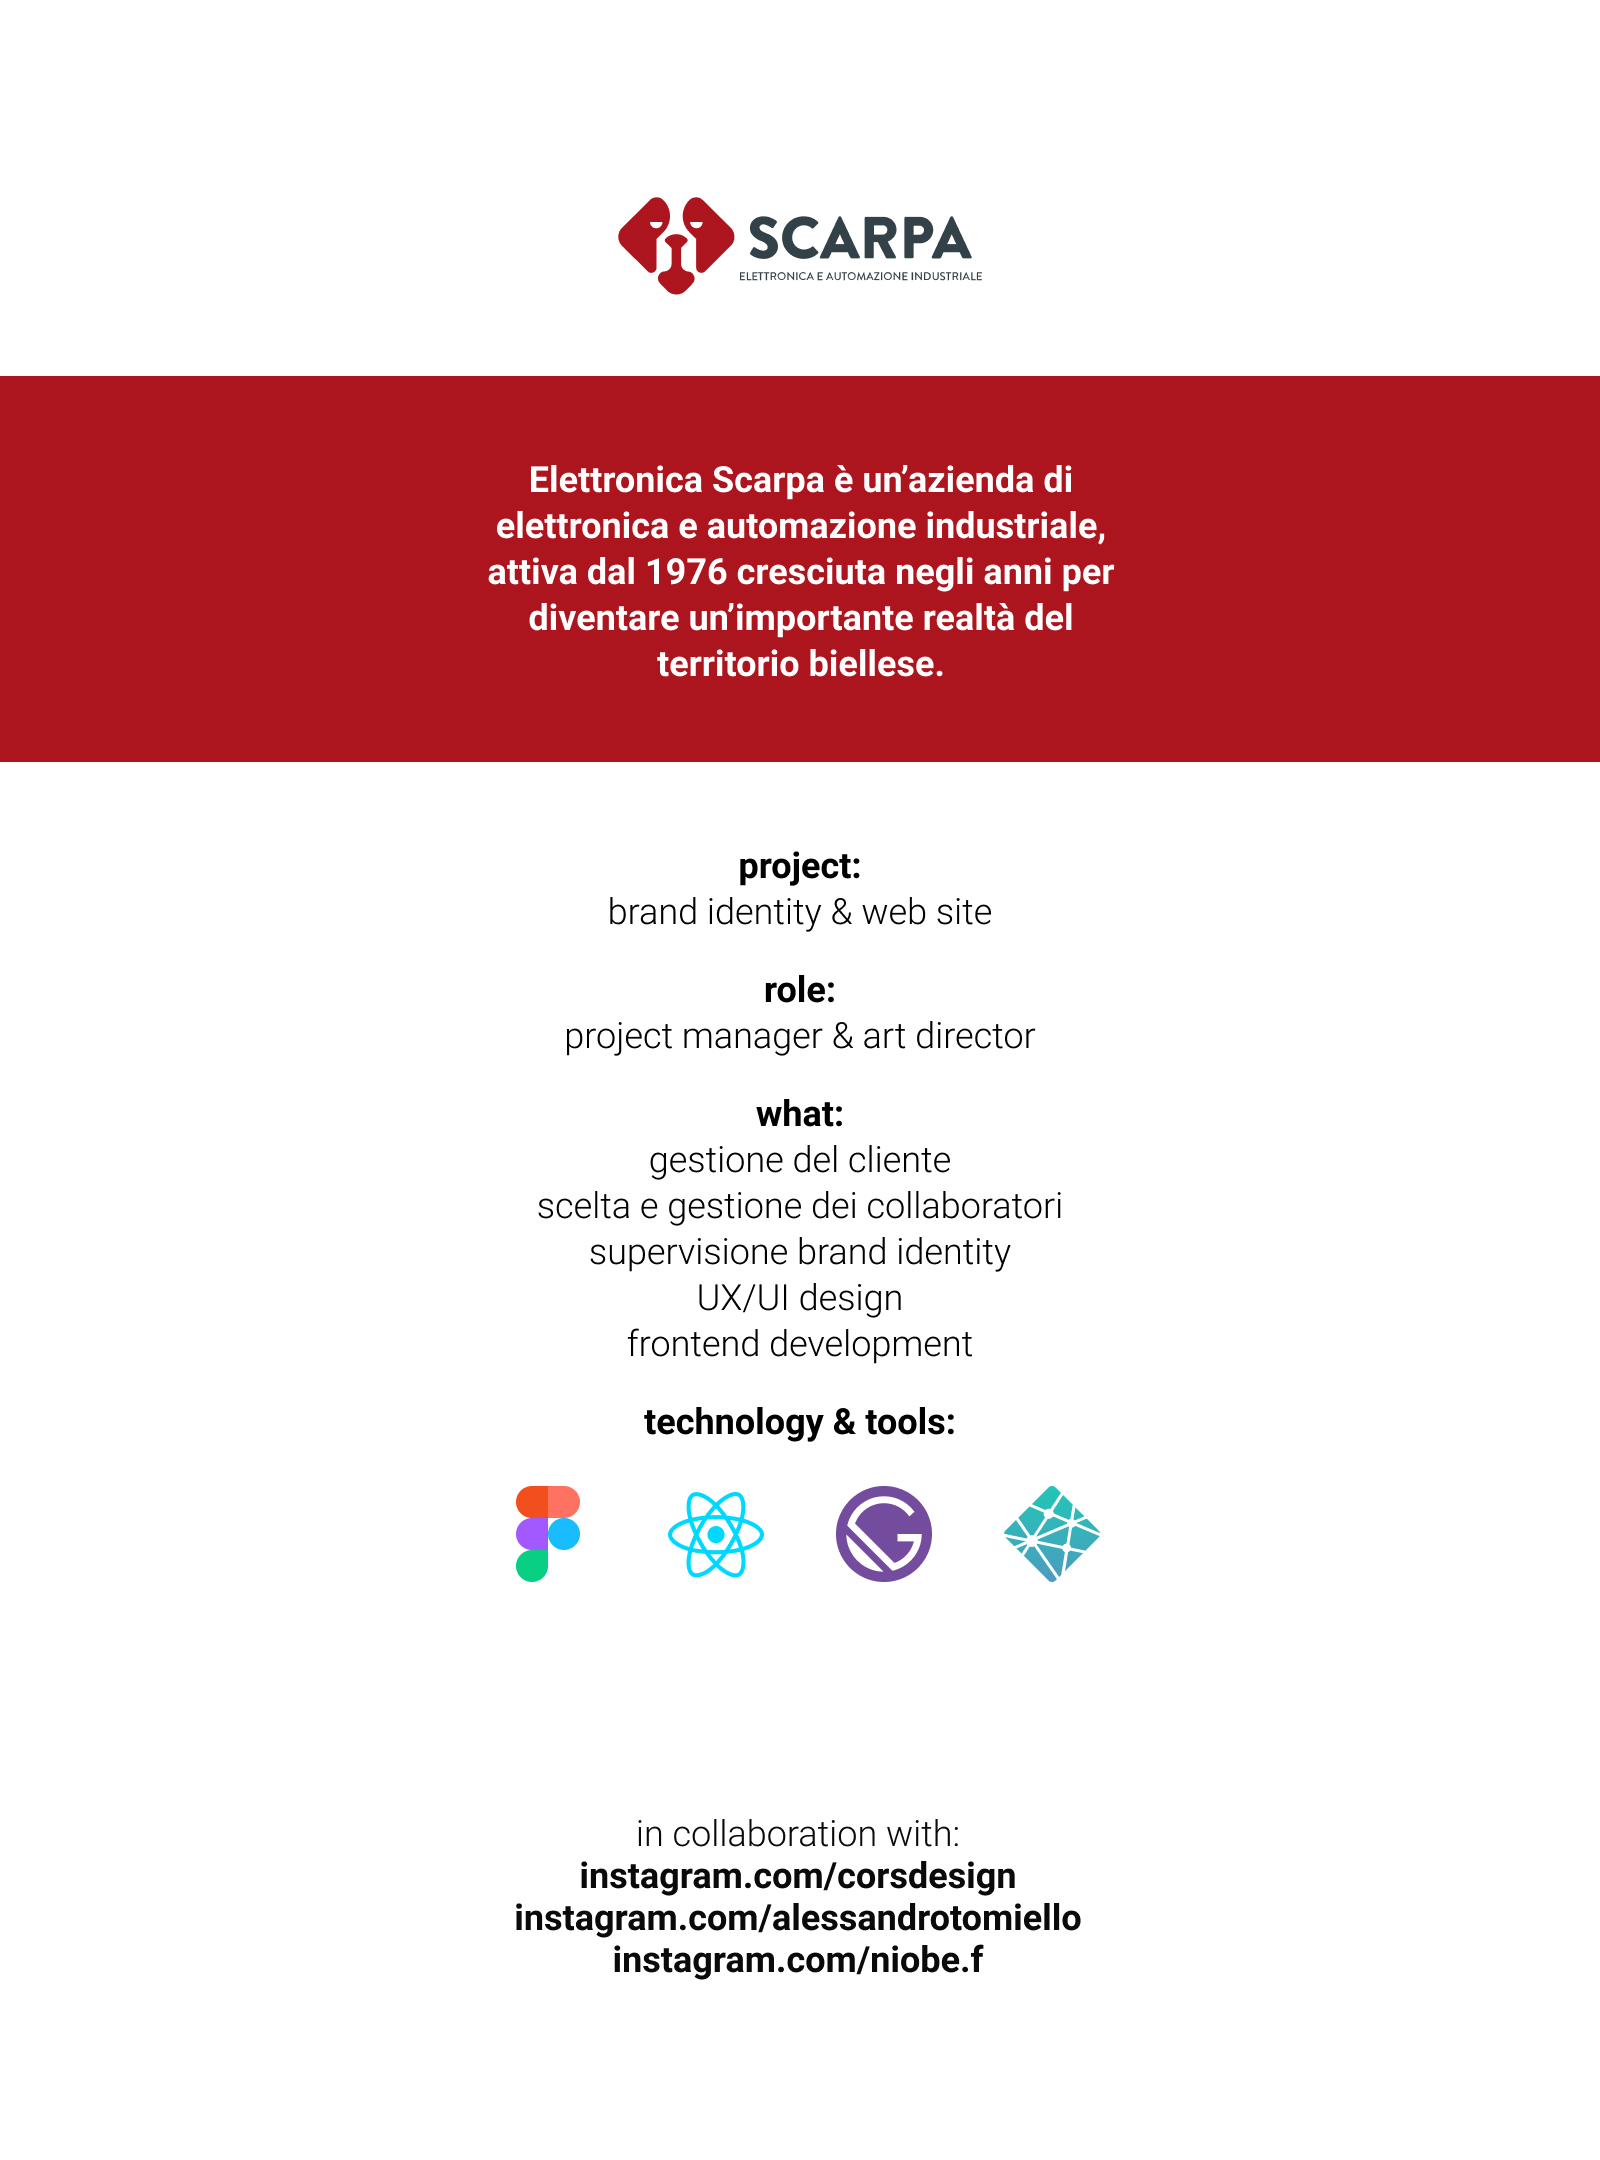 SCARPA
ELETTRONICA E AUTOMAZIONE INDUSTRIALE
Elettronica Scarpa è un’azienda di
elettronica e automazione industriale,
attiva dal 1976 cresciuta negli anni per
diventare un’importante realtà del
territorio biellese.
project:
brand identity & web site
role:
project manager & art director
what:
gestione del cliente
scelta e gestione dei collaboratori
supervisione brand identity
UX/UI design
frontend development
technology & tools:
in collaboration with:
instagram.com/corsdesign
instagram.com/alessandrotomiello
instagram.com/niobe.f